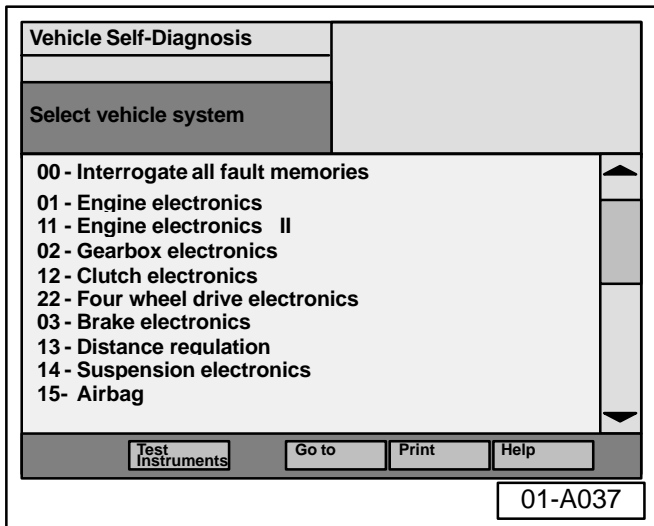 Vehicle Self-Diagnosis
Select vehicle system
00 - Interrogate all fault memories
01 - Engine electronics
11 - Engine electronics II
02 - Gearbox electronics
12 - Clutch electronics
22 - Four wheel drive electronics
03 - Brake electronics
13 - Distance regulation
14 - Suspension electronics
15- Airbag
Test
Instruments
Go to
Print
Help
01-A037